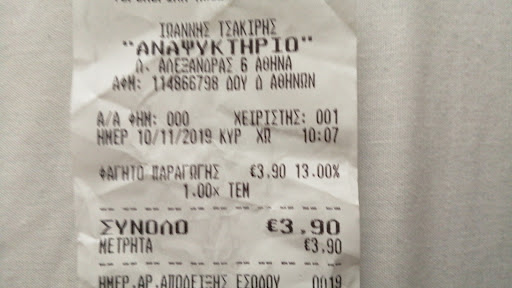 ΙΩΑΝΝΗΣ ΤΣΑΚΙΡΗΣ
"ΑΝΑΨΥΚΤΗΡΙΟ"
Λ. ΑΛΕΞΑΝΔΡΑΣ 6 ΑΘΗΝΑ
ΑΦΜ: 114866798 ΔΟΥ Δ ΑΘΗΝΩΝ
Α/Α ΦΗΜ: 000 ΧΕΙΡΙΣΤΗΣ: 001
ΗΜΕΡ 10/11/2019 ΚΥΡ ΧΩ 10:07
ΦΑΓΗΤΟ ΠΑΡΑΓΩΓΗΣ €3.90 13.00%
1.00x ΤΕΜ
ΣΥΝΟΛΟ €3.90
ΜΕΤΡΗΤΑ €3.90
ΗΜΕΡ.ΑΡ.ΑΠΟΔΕΙΞΗΣ ΕΣΟΔΟΥ 0019